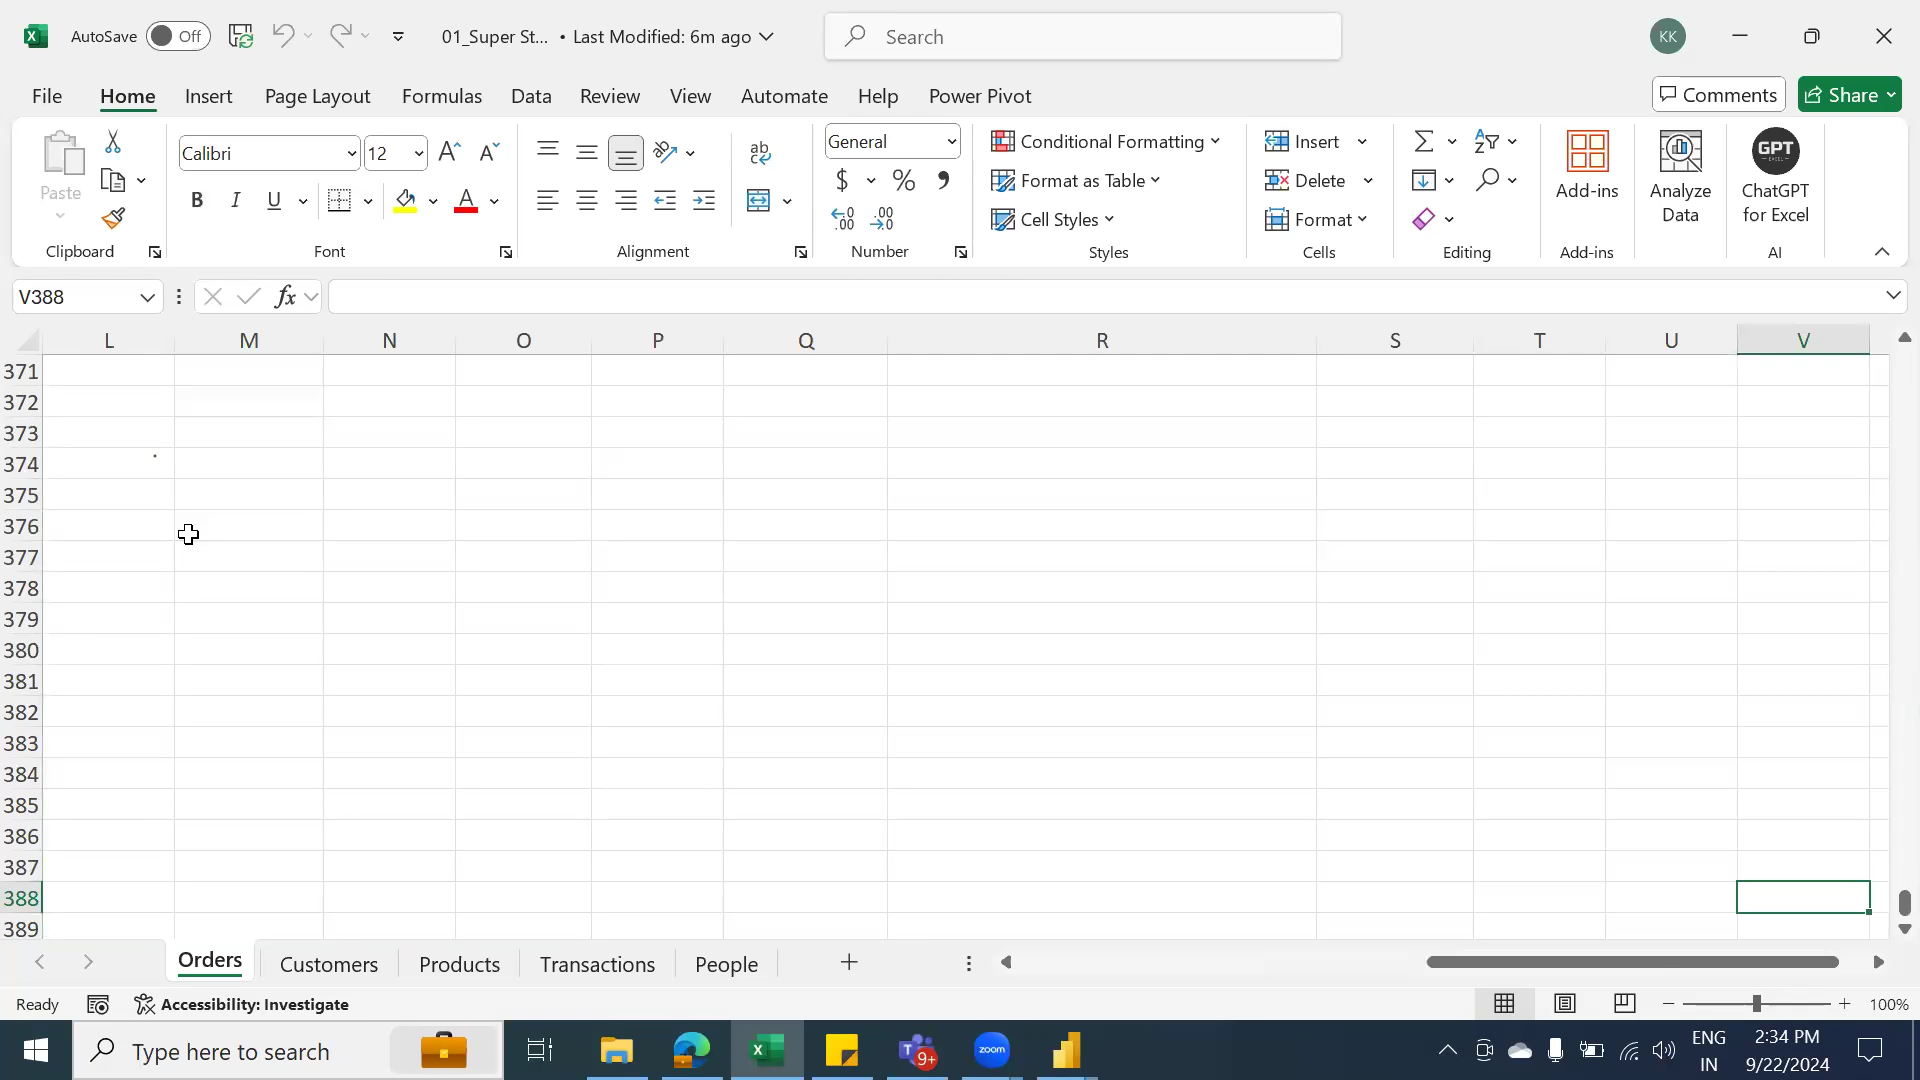 AutoSave Off 01_Super St... • Last Modified: 6m ago Search KK
File Home Insert Page Layout Formulas Data Review View Automate Help Power Pivot Comments Share
Paste Calibri 12 General Conditional Formatting Insert Add-ins Analyze Data GPT EXCEL ChatGPT for Excel
B I U ab c $ % Format as Table Delete
Cell Styles Format
Clipboard Font Alignment Number Styles Cells Editing Add-ins AI
V388 fx
L M N O P Q R S T U V
371
372
373
374
375
376
377
378
379
380
381
382
383
384
385
386
387
388
389
Orders Customers Products Transactions People
Ready Accessibility: Investigate 100%
Type here to search 9+ zoom ENG IN 2:34 PM 9/22/2024